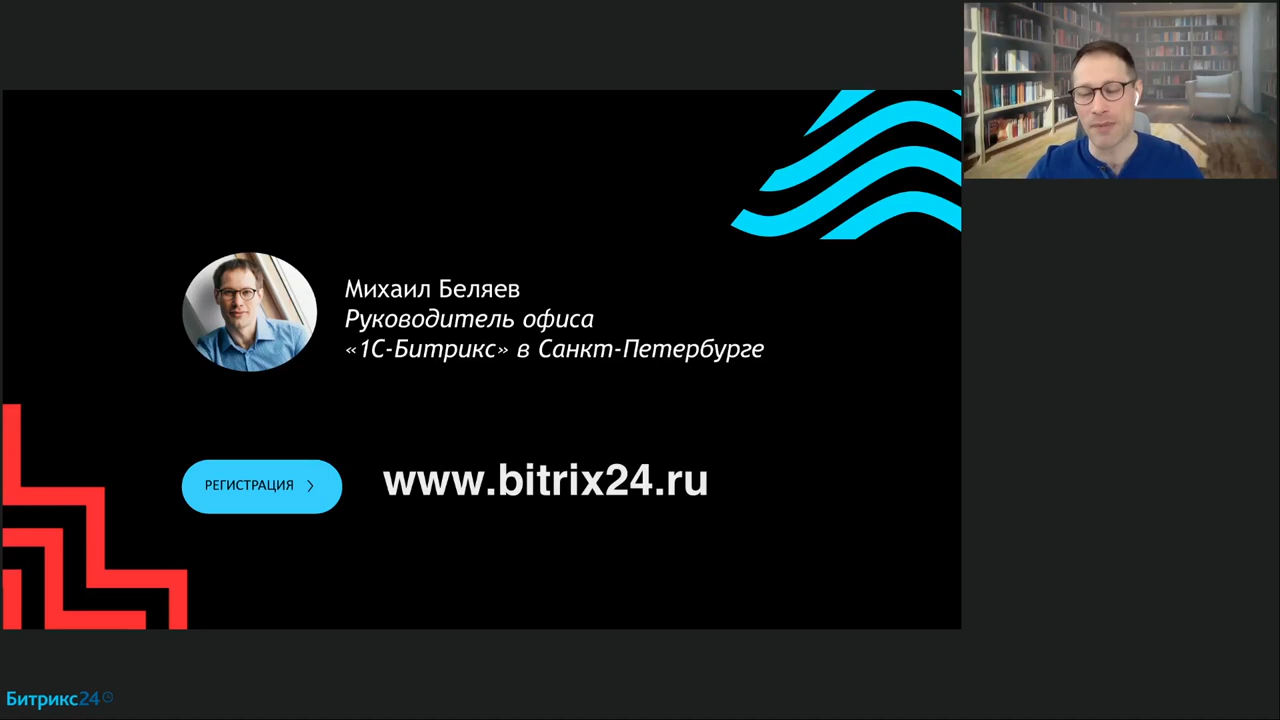 Михаил Беляев
Руководитель офиса
«1С-Битрикс» в Санкт-Петербурге
РЕГИСТРАЦИЯ
www.bitrix24.ru
Битрикс24